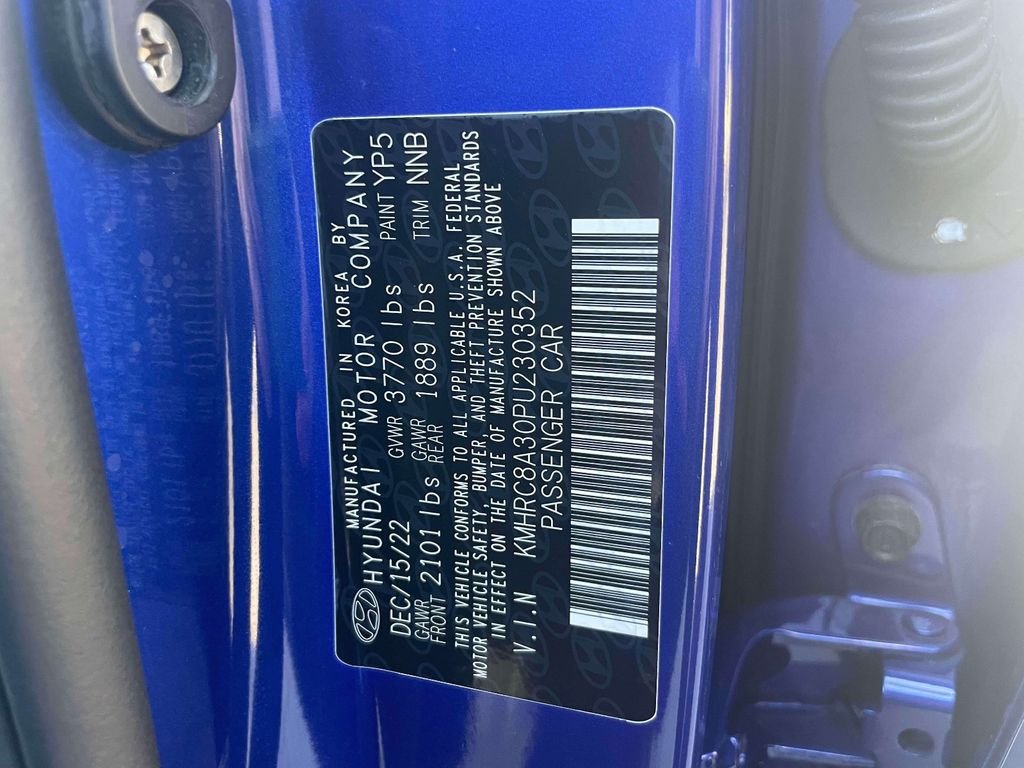 MANUFACTURED IN KOREA BY
HYUNDAI MOTOR COMPANY
DEC/15/22 GVWR 3770 lbs PAINT YP5
GAWR FRONT 2101 lbs GAWR REAR 1889 lbs TRIM NNB
THIS VEHICLE CONFORMS TO ALL APPLICABLE U.S.A. FEDERAL
MOTOR VEHICLE SAFETY, BUMPER, AND THEFT PREVENTION STANDARDS
IN EFFECT ON THE DATE OF MANUFACTURE SHOWN ABOVE
V.I.N KMHRC8A30PU230352
PASSENGER CAR